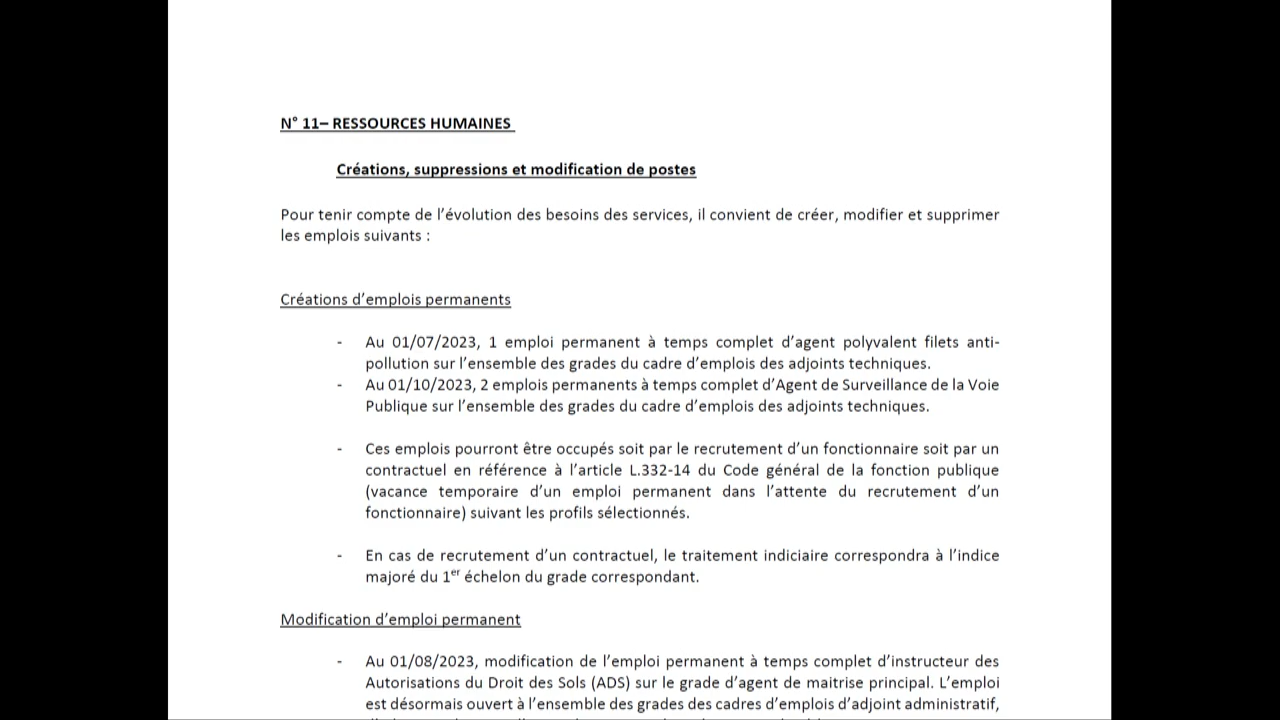 N° 11– RESSOURCES HUMAINES
Créations, suppressions et modification de postes
Pour tenir compte de l’évolution des besoins des services, il convient de créer, modifier et supprimer
les emplois suivants :
Créations d’emplois permanents
- Au 01/07/2023, 1 emploi permanent à temps complet d’agent polyvalent filets anti-
pollution sur l’ensemble des grades du cadre d’emplois des adjoints techniques.
- Au 01/10/2023, 2 emplois permanents à temps complet d’Agent de Surveillance de la Voie
Publique sur l’ensemble des grades du cadre d’emplois des adjoints techniques.
- Ces emplois pourront être occupés soit par le recrutement d’un fonctionnaire soit par un
contractuel en référence à l’article L.332-14 du Code général de la fonction publique
(vacance temporaire d’un emploi permanent dans l’attente du recrutement d’un
fonctionnaire) suivant les profils sélectionnés.
- En cas de recrutement d’un contractuel, le traitement indiciaire correspondra à l’indice
majoré du 1er échelon du grade correspondant.
Modification d’emploi permanent
- Au 01/08/2023, modification de l’emploi permanent à temps complet d’instructeur des
Autorisations du Droit des Sols (ADS) sur le grade d’agent de maitrise principal. L’emploi
est désormais ouvert à l’ensemble des grades des cadres d’emplois d’adjoint administratif,